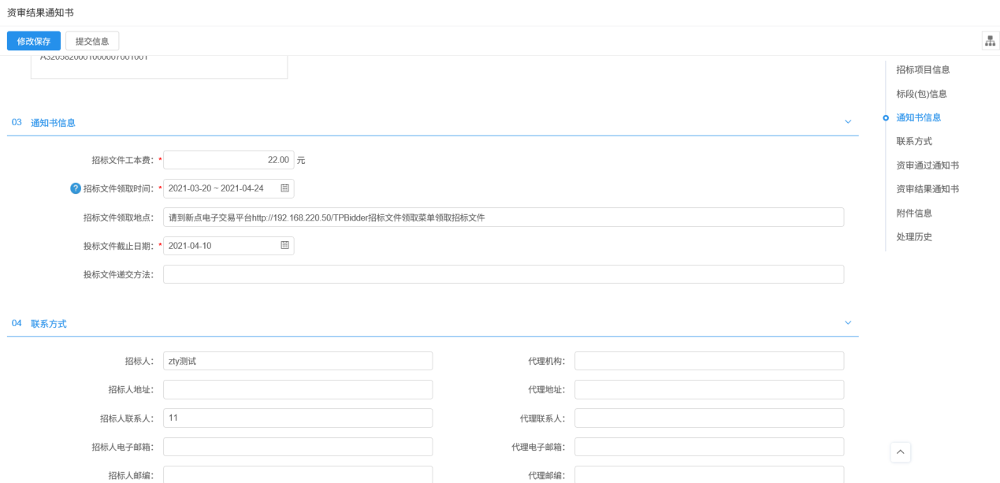 资审结果通知书
修改保存 提交信息
A3205820001000007001001
03 通知书信息
招标文件工本费: * 22.00 元
? 招标文件领取时间: * 2021-03-20 ~ 2021-04-24
招标文件领取地点: 请到新点电子交易平台http://192.168.220.50/TPBidder招标文件领取菜单领取招标文件
投标文件截止日期: * 2021-04-10
投标文件递交方法:
04 联系方式
招标人: zty测试 代理机构:
招标人地址: 代理地址:
招标人联系人: 11 代理联系人:
招标人电子邮箱: 代理电子邮箱:
招标人邮编: 代理邮编:
招标项目信息
标段(包)信息
通知书信息
联系方式
资审通过通知书
资审结果通知书
附件信息
处理历史